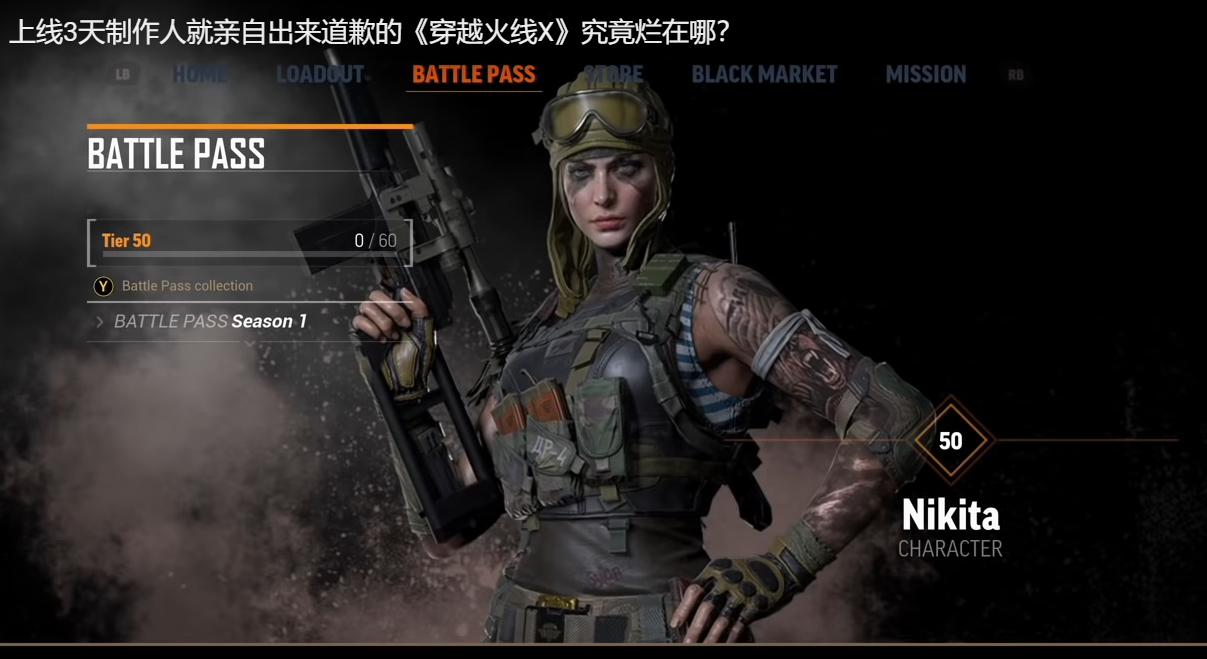 上线3天制作人就亲自出来道歉的《穿越火线X》究竟烂在哪？
LB HOME LOADOUT BATTLE PASS STORE BLACK MARKET MISSION RB
BATTLE PASS
Tier 50 0 / 60
Y Battle Pass collection
BATTLE PASS Season 1
ДР-4
50
Nikita
CHARACTER